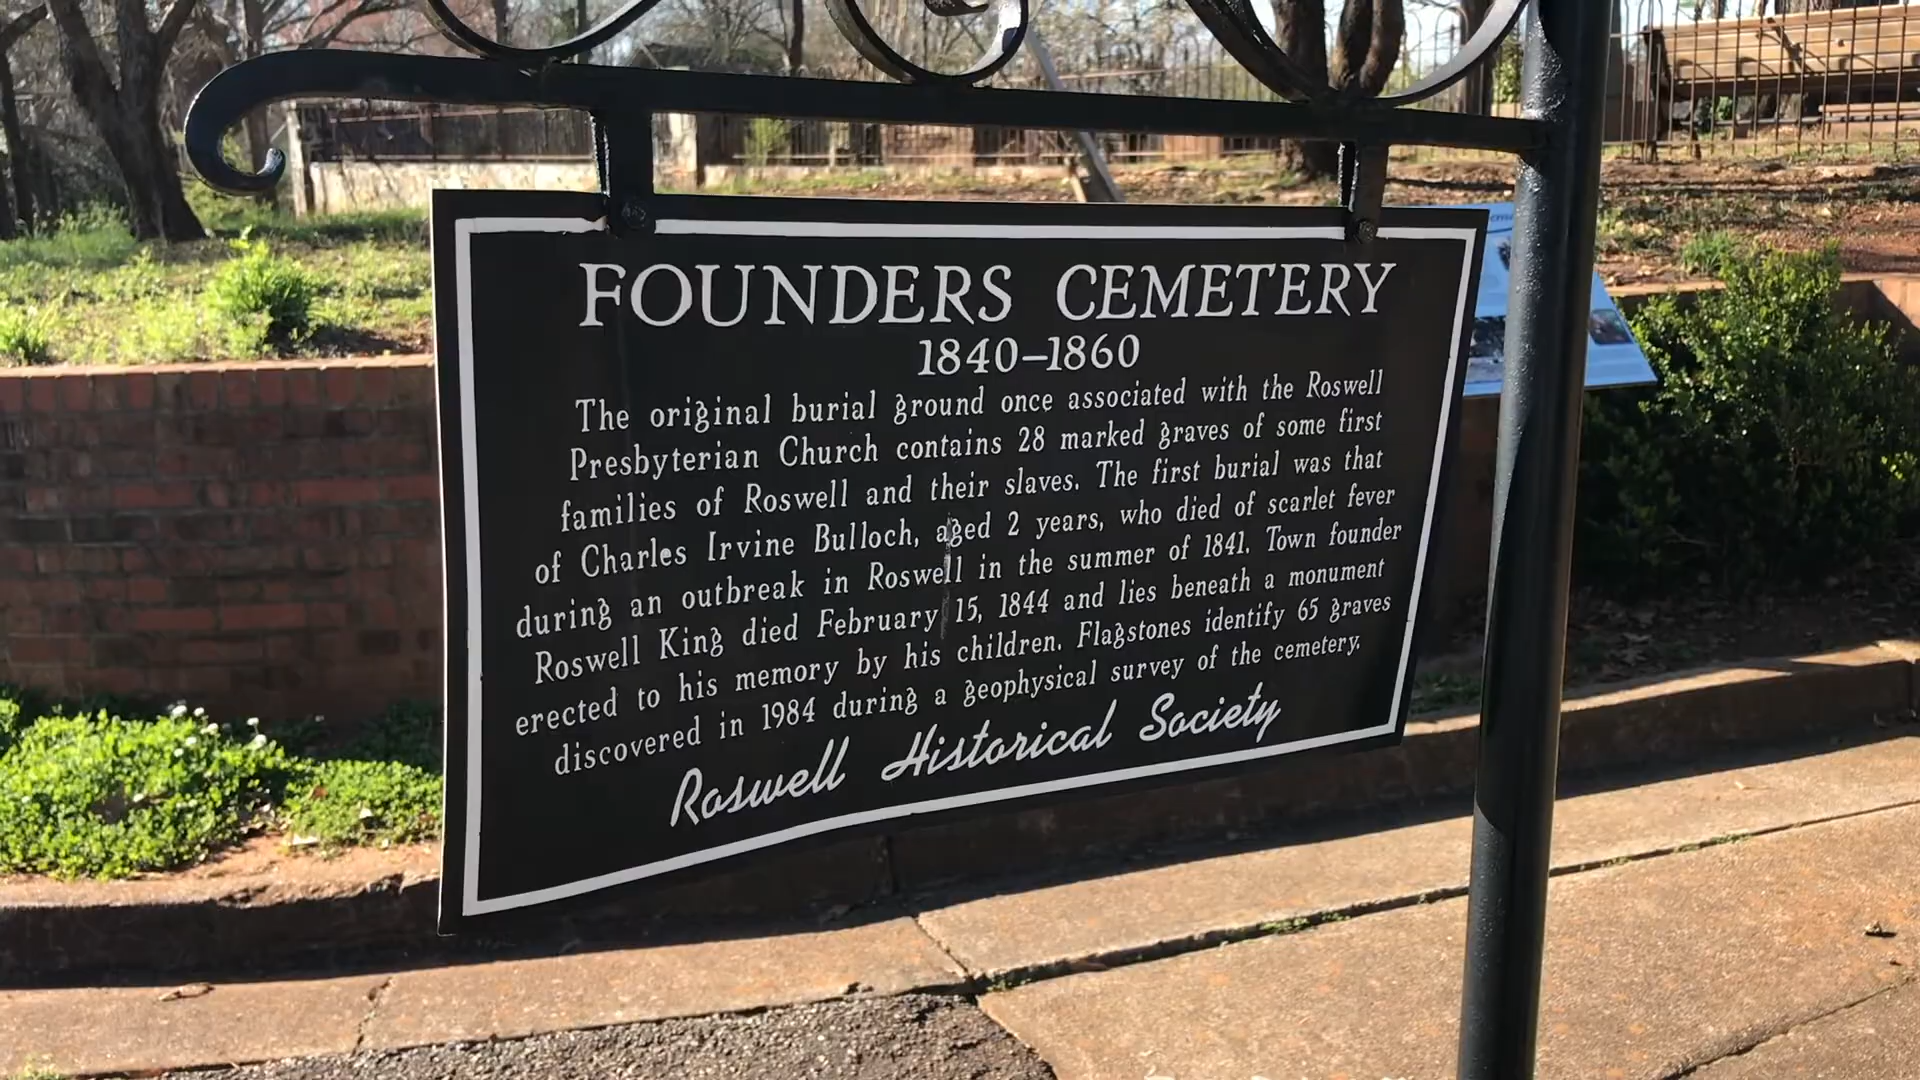 FOUNDERS CEMETERY
1840–1860
The original burial ground once associated with the Roswell
Presbyterian Church contains 28 marked graves of some first
families of Roswell and their slaves. The first burial was that
of Charles Irvine Bulloch, aged 2 years, who died of scarlet fever
during an outbreak in Roswell in the summer of 1841. Town founder
Roswell King died February 15, 1844 and lies beneath a monument
erected to his memory by his children. Flagstones identify 65 graves
discovered in 1984 during a geophysical survey of the cemetery.
Roswell Historical Society